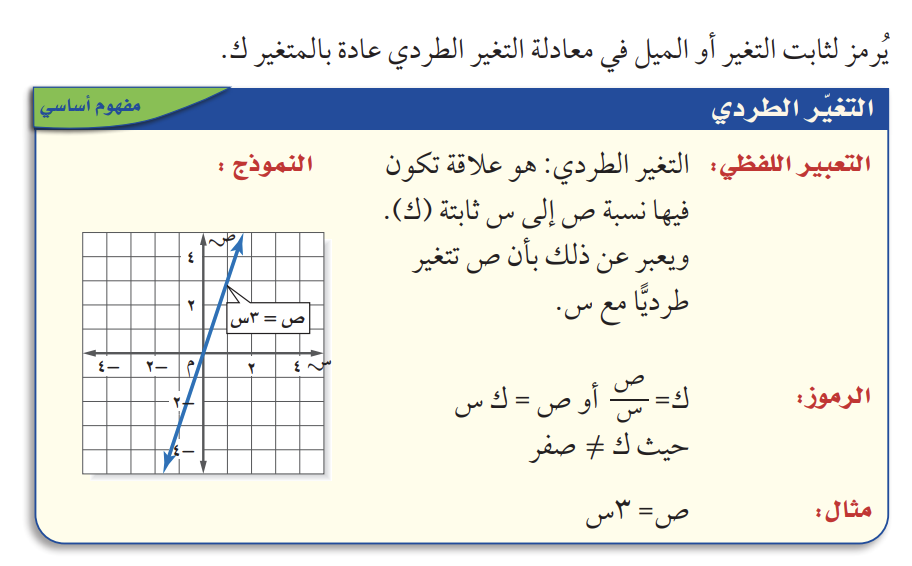 يُرمز لثابت التغير أو الميل في معادلة التغير الطردي عادة بالمتغير ك.
التغيّر الطردي
مفهوم أساسي
التعبير اللفظي:
التغير الطردي: هو علاقة تكون
فيها نسبة ص إلى س ثابتة (ك).
ويعبر عن ذلك بأن ص تتغير
طرديًّا مع س.
النموذج :
ص
٤
٢
ص = ٣س
س ٤ ٢ م ٢− ٤−
٢−
٤−
الرموز:
ك= ص/س أو ص = ك س
حيث ك ≠ صفر
مثال:
ص= ٣س